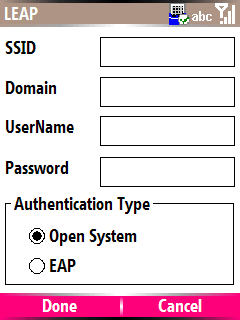 LEAP abc
SSID
Domain
UserName
Password
Authentication Type
Open System
EAP
Done Cancel